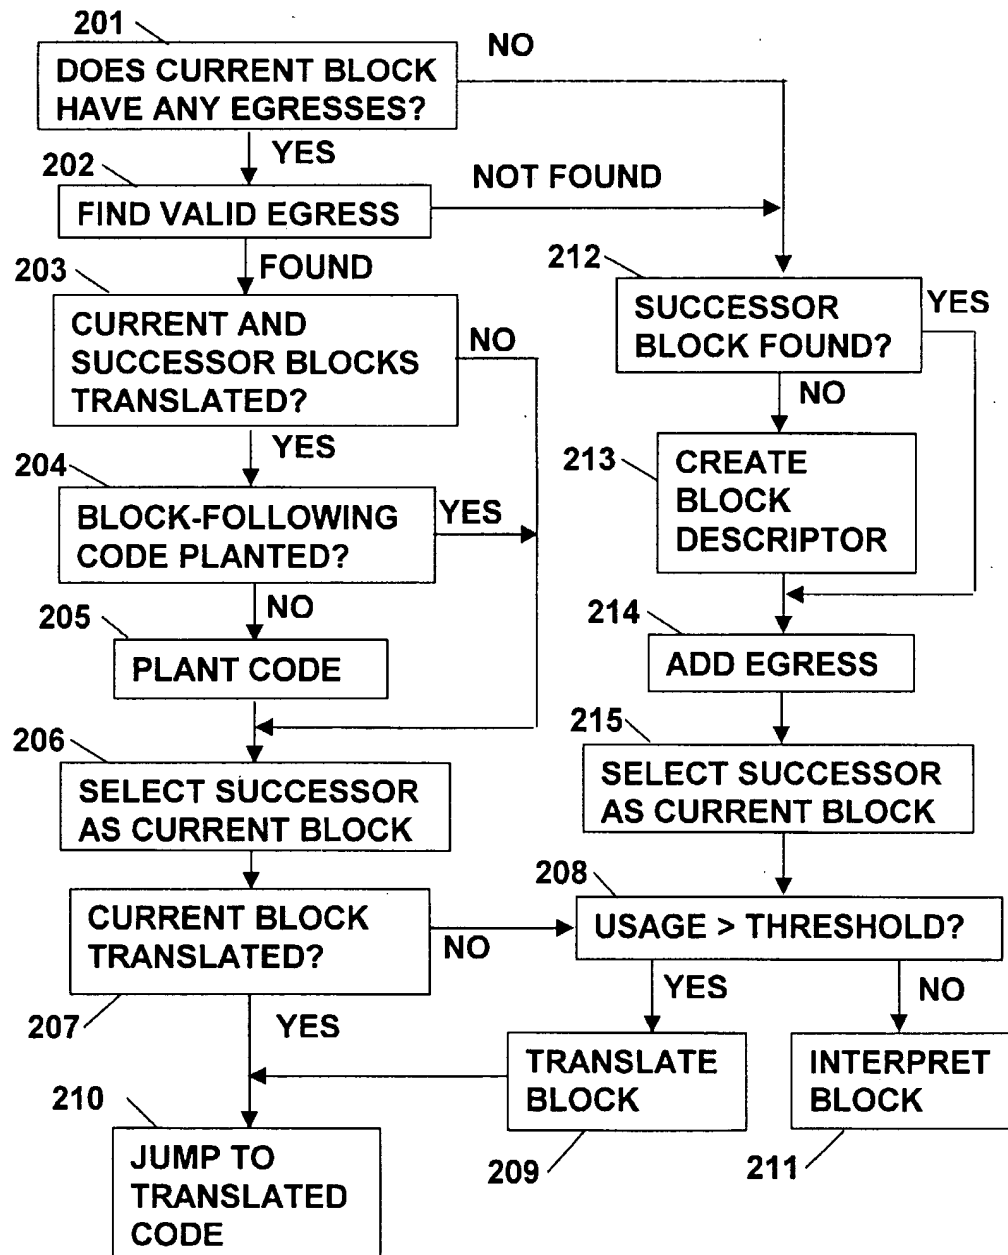 201
NO
DOES CURRENT BLOCK
HAVE ANY EGRESSES?
YES
202
NOT FOUND
FIND VALID EGRESS
FOUND
203
212
CURRENT AND
SUCCESSOR BLOCKS
TRANSLATED?
NO
SUCCESSOR
BLOCK FOUND?
YES
YES
NO
204
213
BLOCK-FOLLOWING
CODE PLANTED?
YES
CREATE
BLOCK
DESCRIPTOR
NO
205
214
PLANT CODE
ADD EGRESS
206
215
SELECT SUCCESSOR
AS CURRENT BLOCK
SELECT SUCCESSOR
AS CURRENT BLOCK
208
CURRENT BLOCK
TRANSLATED?
NO
USAGE > THRESHOLD?
207
YES
YES
NO
210
TRANSLATE
BLOCK
INTERPRET
BLOCK
209
211
JUMP TO
TRANSLATED
CODE